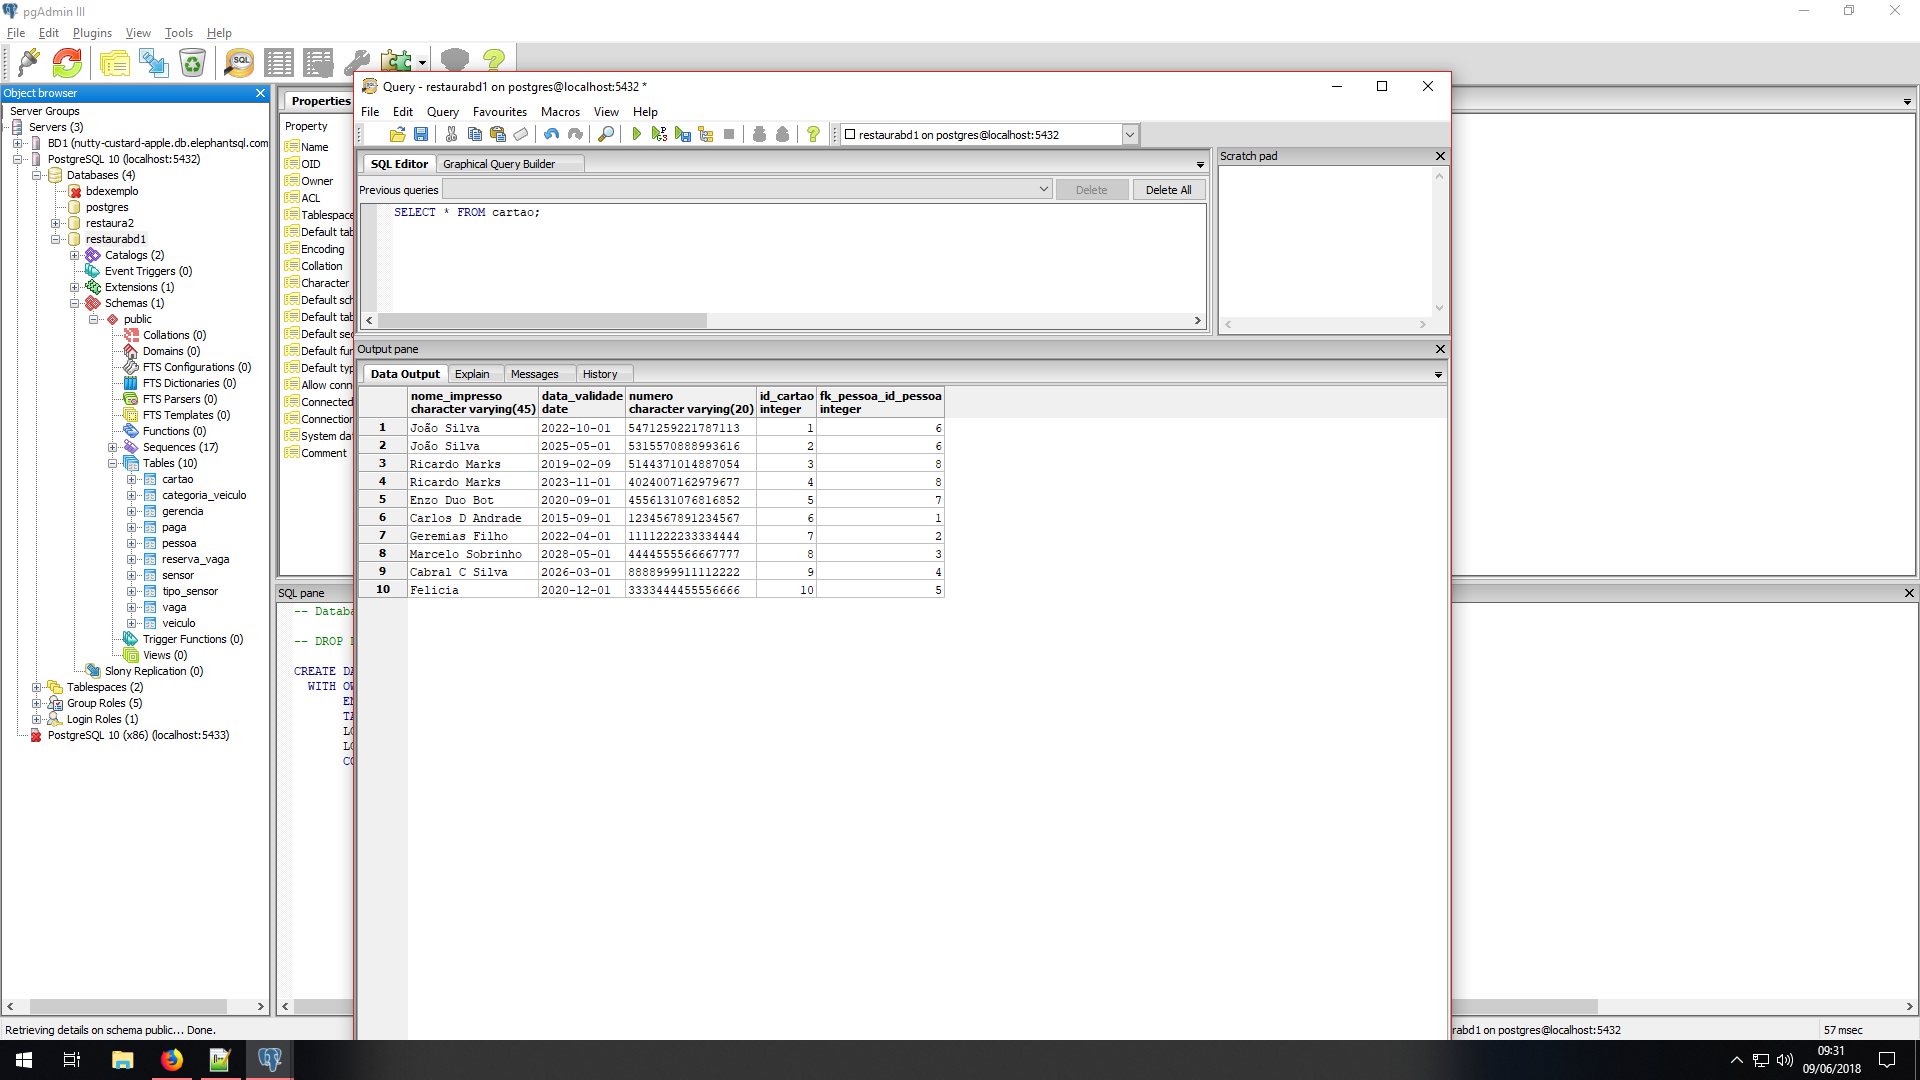 pgAdmin III
File Edit Plugins View Tools Help
Object browser
Server Groups
Servers (3)
BD1 (nutty-custard-apple.db.elephantsql.com
PostgreSQL 10 (localhost:5432)
Databases (4)
bdexemplo
postgres
restaura2
restaurabd1
Catalogs (2)
Event Triggers (0)
Extensions (1)
Schemas (1)
public
Collations (0)
Domains (0)
FTS Configurations (0)
FTS Dictionaries (0)
FTS Parsers (0)
FTS Templates (0)
Functions (0)
Sequences (17)
Tables (10)
cartao
categoria_veiculo
gerencia
paga
pessoa
reserva_vaga
sensor
tipo_sensor
vaga
veiculo
Trigger Functions (0)
Views (0)
Slony Replication (0)
Tablespaces (2)
Group Roles (5)
Login Roles (1)
PostgreSQL 10 (x86) (localhost:5433)
Properties
Property
Name
OID
Owner
ACL
Tablespace
Default tab
Encoding
Collation
Character
Default sch
Default tab
Default sec
Default fun
Default typ
Allow conn
Connected
Connection
System dat
Comment
SQL pane
-- Databa
-- DROP D
CREATE DA
WITH OW
EN
TA
LC
LC
CO
Query - restaurabd1 on postgres@localhost:5432 *
File Edit Query Favourites Macros View Help
SQL
restaurabd1 on postgres@localhost:5432
SQL Editor Graphical Query Builder
Previous queries Delete Delete All
SELECT * FROM cartao;
Scratch pad
Output pane
Data Output Explain Messages History
nome_impresso data_validade numero id_cartao fk_pessoa_id_pessoa
character varying(45) date character varying(20) integer integer
1 João Silva 2022-10-01 5471259221787113 1 6
2 João Silva 2025-05-01 5315570888993616 2 6
3 Ricardo Marks 2019-02-09 5144371014887054 3 8
4 Ricardo Marks 2023-11-01 4024007162979677 4 8
5 Enzo Duo Bot 2020-09-01 4556131076816852 5 7
6 Carlos D Andrade 2015-09-01 1234567891234567 6 1
7 Geremias Filho 2022-04-01 1111222233334444 7 2
8 Marcelo Sobrinho 2028-05-01 4444555566667777 8 3
9 Cabral C Silva 2026-03-01 8888999911112222 9 4
10 Felicia 2020-12-01 3333444455556666 10 5
Retrieving details on schema public... Done.
rabd1 on postgres@localhost:5432
57 msec
09:31
09/06/2018